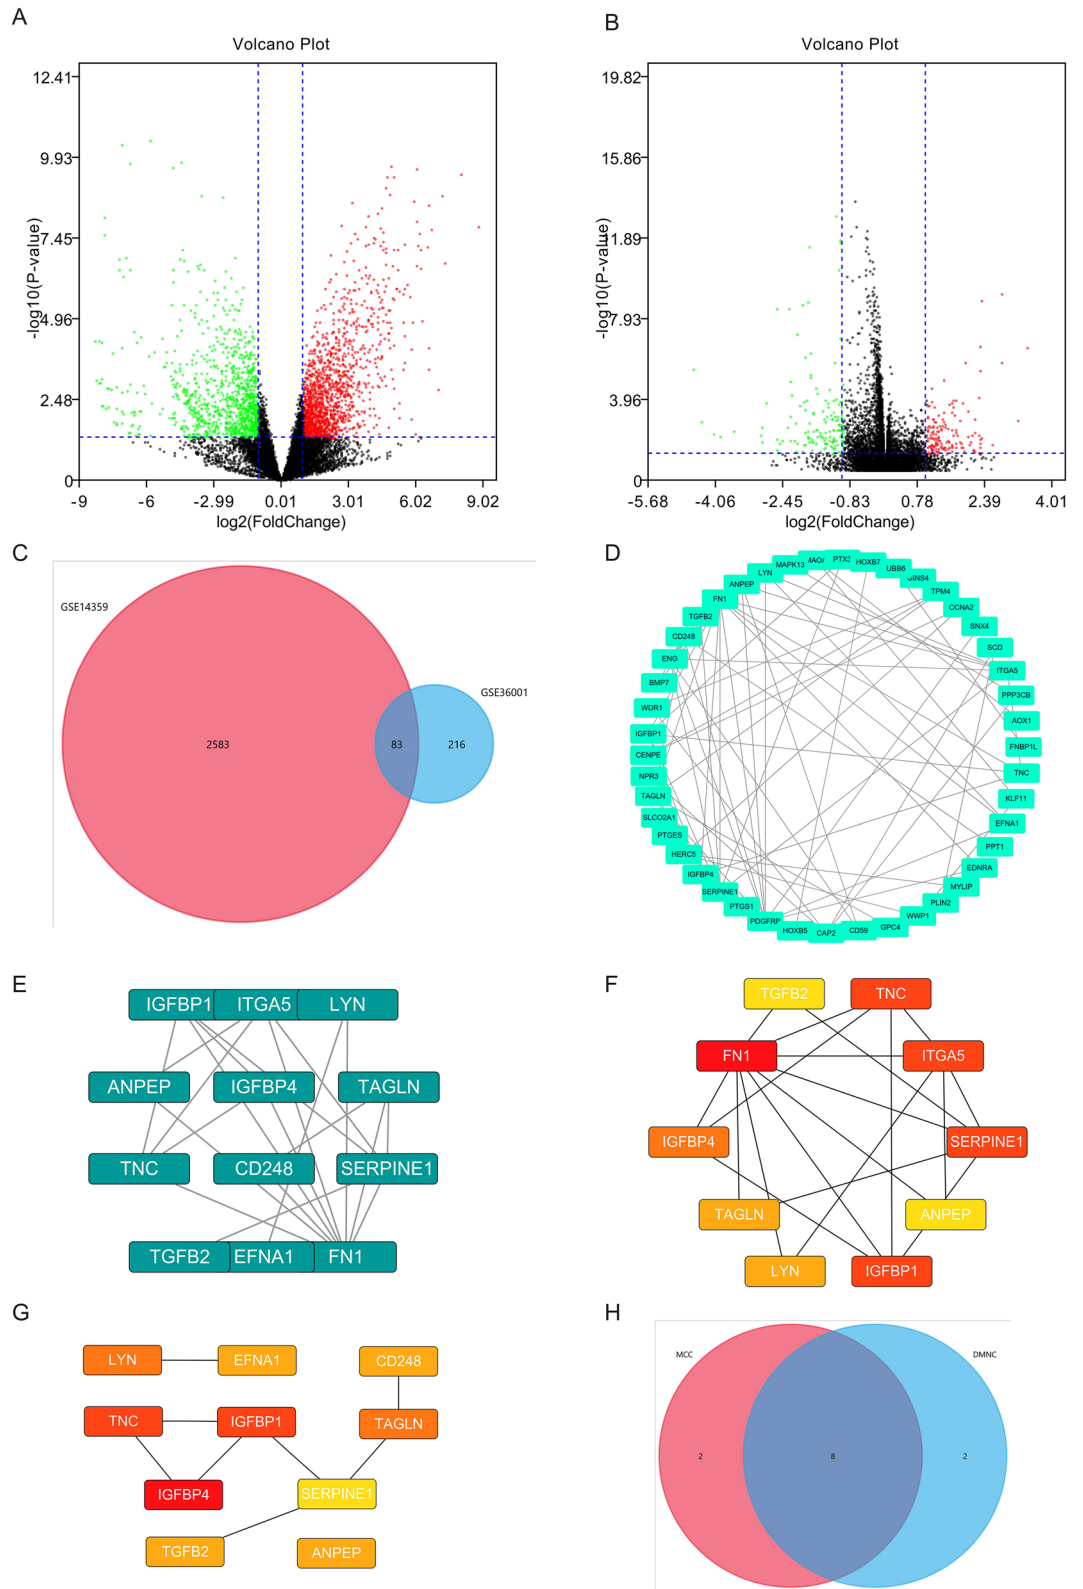 A
Volcano Plot
12.41
9.93
7.45
4.96
2.48
0
-log10(P-value)
-9
-6
-2.99
0.01
3.01
6.02
9.02
log2(FoldChange)
B
Volcano Plot
19.82
15.86
11.89
7.93
3.96
0
-log10(P-value)
-5.68
-4.06
-2.45
-0.83
0.78
2.39
4.01
log2(FoldChange)
C
GSE14359
GSE36001
2583
83
216
D
PTX3
HOXB7
UBB6
GINS4
TPM4
CCNA2
SNX4
SCD
ITGA5
PPP3CB
AOX1
FNBP1L
TNC
KLF11
EFNA1
PPT1
EDNRA
MYLIP
PLIN2
WWP1
GPC4
CD59
CAP2
HOXB5
PDGFRP
PTGS1
SERPINE1
IGFBP4
HERC5
PTGES
SLCO2A1
TAGLN
NPR3
CENPE
IGFBP1
WDR1
BMP7
ENG
CD248
TGFB2
FN1
ANPEP
LYN
MAPK13
E
IGFBP1 ITGA5 LYN
ANPEP IGFBP4 TAGLN
TNC CD248 SERPINE1
TGFB2 EFNA1 FN1
F
TGFB2 TNC
FN1 ITGA5
IGFBP4 SERPINE1
TAGLN ANPEP
LYN IGFBP1
G
LYN EFNA1 CD248
TNC IGFBP1 TAGLN
IGFBP4 SERPINE1
TGFB2 ANPEP
H
MCC DMNC
2 8 2